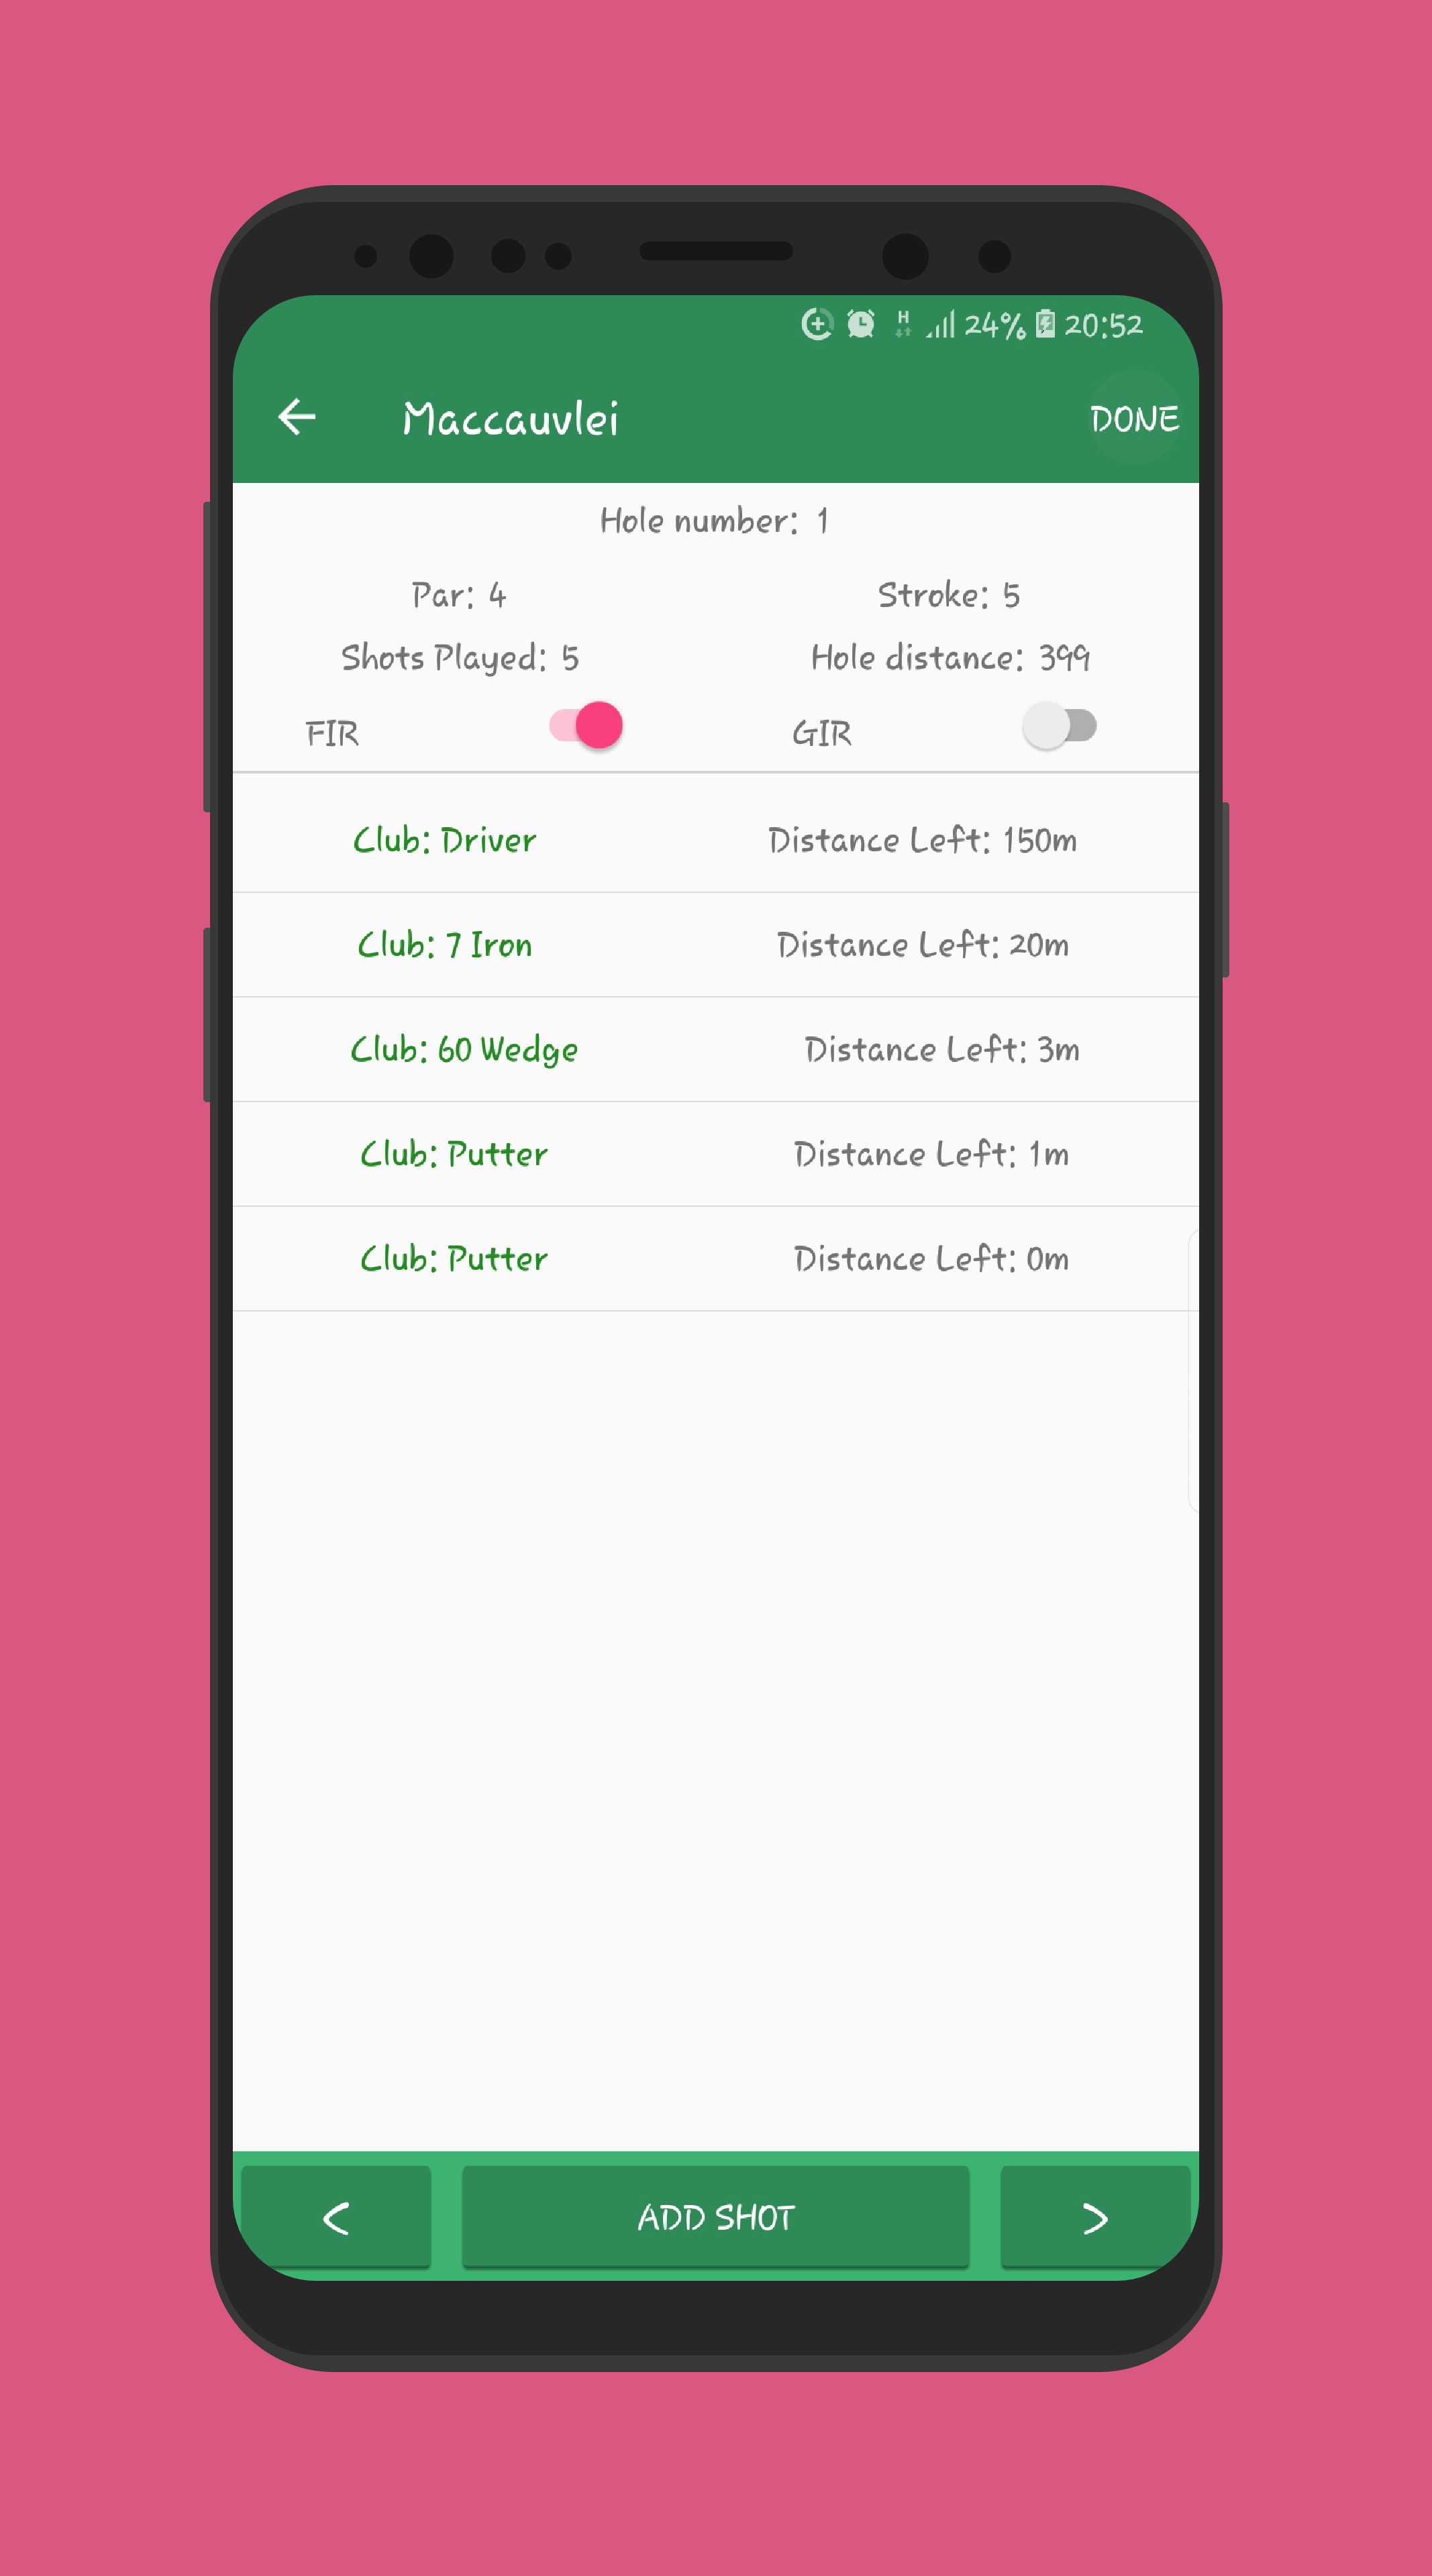 H 24% 20:52
Maccauvlei DONE
Hole number: 1
Par: 4 Stroke: 5
Shots Played: 5 Hole distance: 399
FIR GIR
Club: Driver Distance Left: 150m
Club: 7 Iron Distance Left: 20m
Club: 60 Wedge Distance Left: 3m
Club: Putter Distance Left: 1m
Club: Putter Distance Left: 0m
< ADD SHOT >